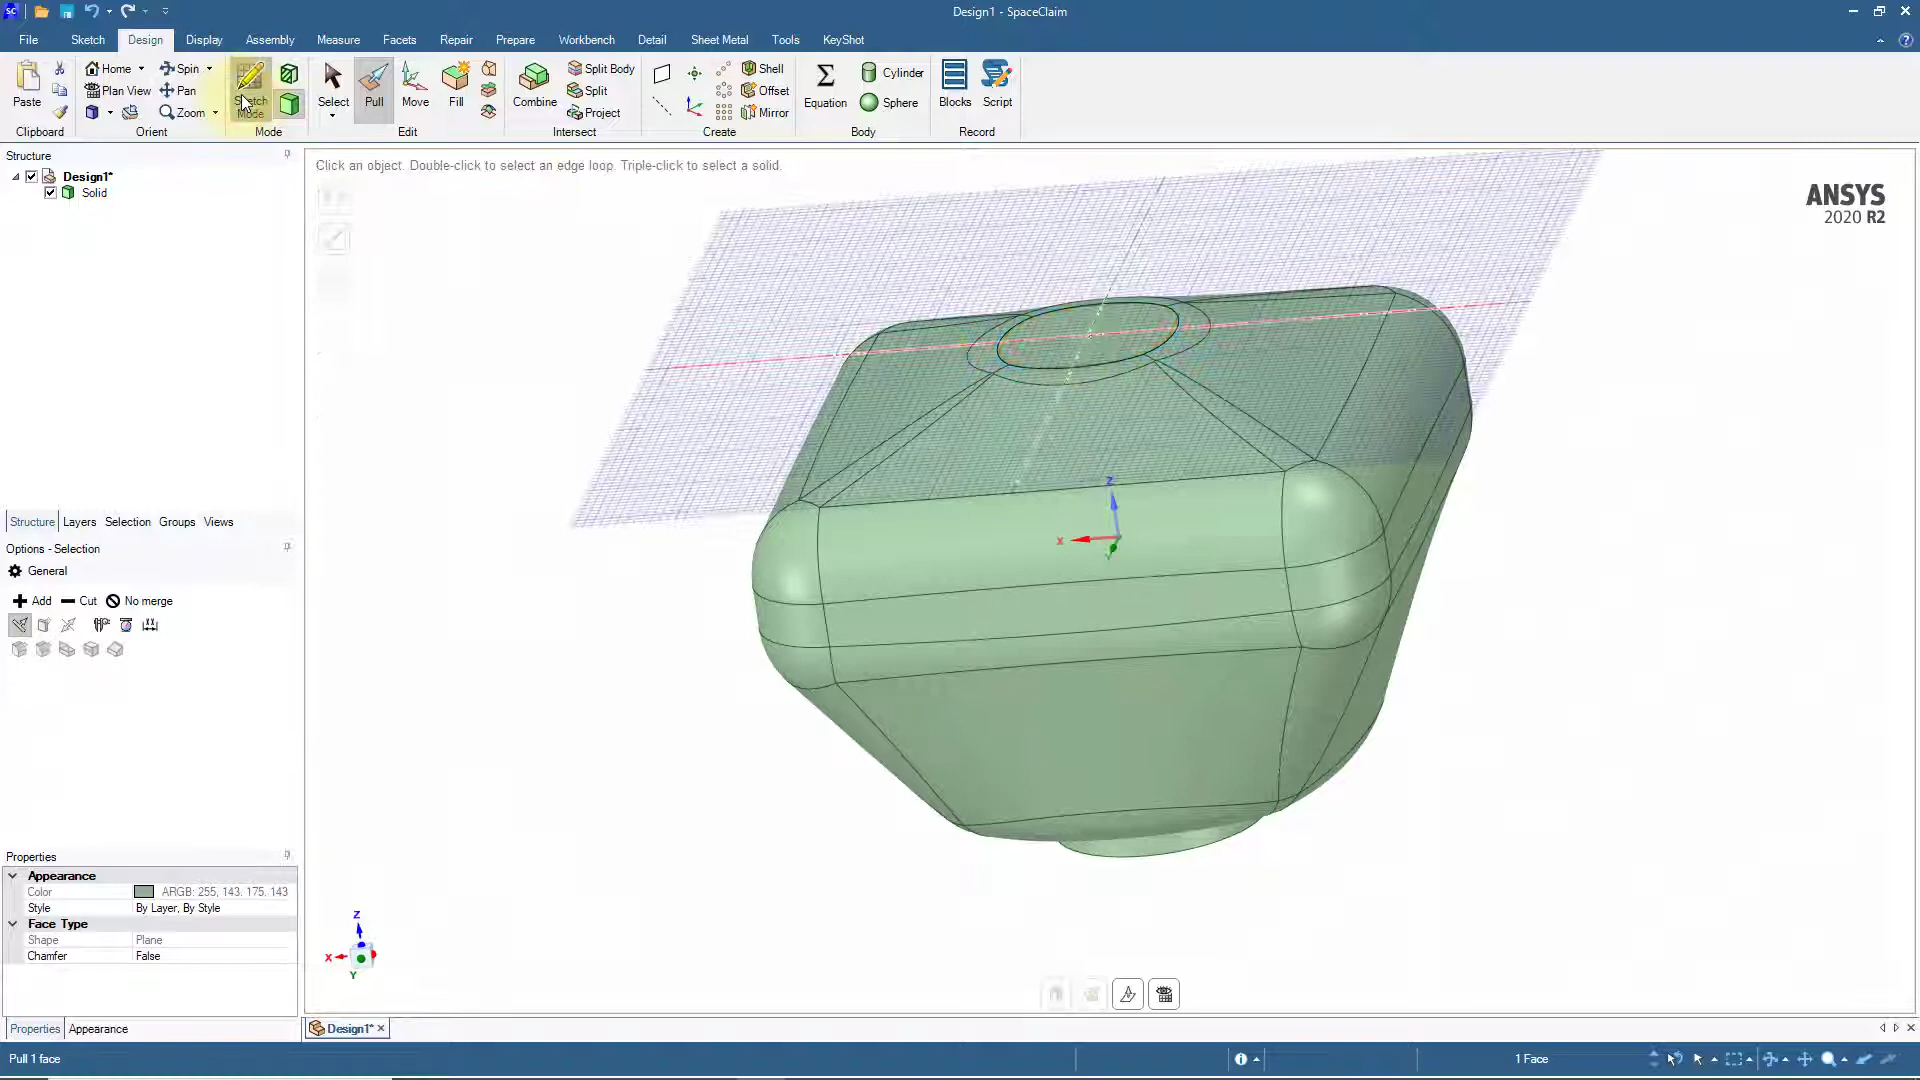 SC
Design1 - SpaceClaim
File Sketch Design Display Assembly Measure Facets Repair Prepare Workbench Detail Sheet Metal Tools KeyShot
Paste
Clipboard
Home Spin
Plan View Pan
Zoom
Orient
Sketch
Mode
Mode
Select Pull Move Fill
Edit
Combine
Split Body
Split
Project
Intersect
Shell
Offset
Mirror
Create
Equation
Cylinder
Sphere
Body
Blocks Script
Record
Structure
Design1*
Solid
Click an object. Double-click to select an edge loop. Triple-click to select a solid.
ANSYS
2020 R2
Z
X
Y
Structure Layers Selection Groups Views
Options - Selection
General
Add Cut No merge
Properties
Appearance
Color ARGB: 255, 143. 175. 143
Style By Layer, By Style
Face Type
Shape Plane
Chamfer False
Z
X
Y
Properties Appearance
Design1*
Pull 1 face
1 Face